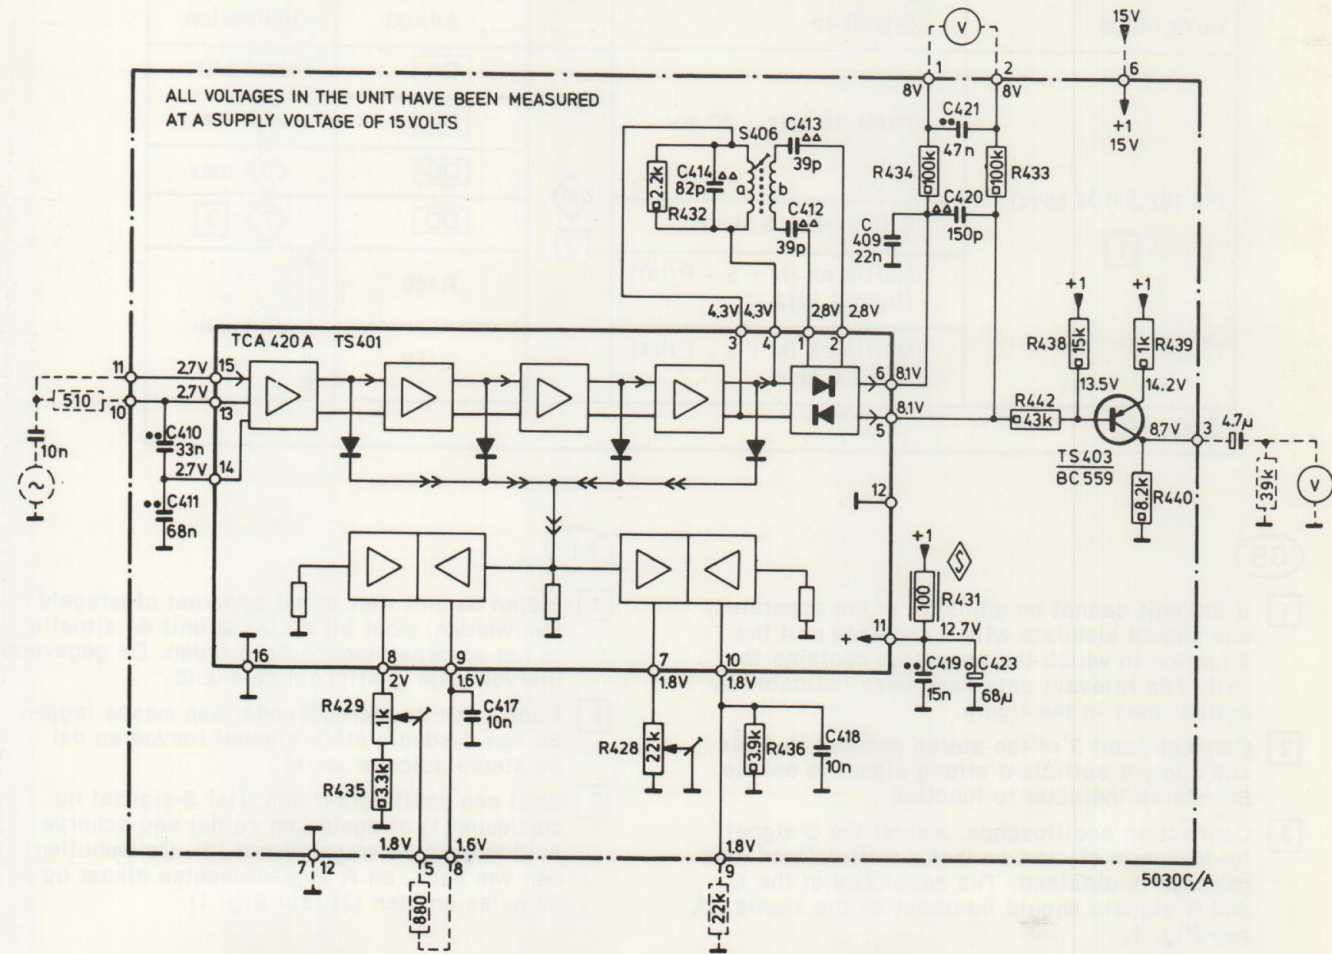 15V
V
1
2
6
8V
8V
ALL VOLTAGES IN THE UNIT HAVE BEEN MEASURED
AT A SUPPLY VOLTAGE OF 15 VOLTS
+1
15V
C421
47n
S406
C413
39p
R434
100k
100k
R433
C414
82p
a
b
2.2k
R432
C412
39p
C420
150p
C
409
22n
4.3V
4.3V
2.8V
2.8V
3
4
1
2
+1
+1
R438
15k
1k
R439
13.5V
14.2V
TCA 420A TS401
11
2.7V
15
6
8.1V
10
510
2.7V
13
8.1V
5
R442
43k
8.7V
3
4.7µ
C410
33n
10n
2.7V
14
TS403
BC559
8.2k
R440
39k
V
C411
68n
12
+1
100
R431
S
11
12.7V
+
16
8
2V
9
1.6V
7
1.8V
10
1.8V
C419
15n
C423
68µ
R429
1k
C417
10n
R428
22k
3.9k
R436
C418
10n
R435
3.3k
7
12
1.8V
5
1.6V
8
1.8V
9
5030C/A
680
22k